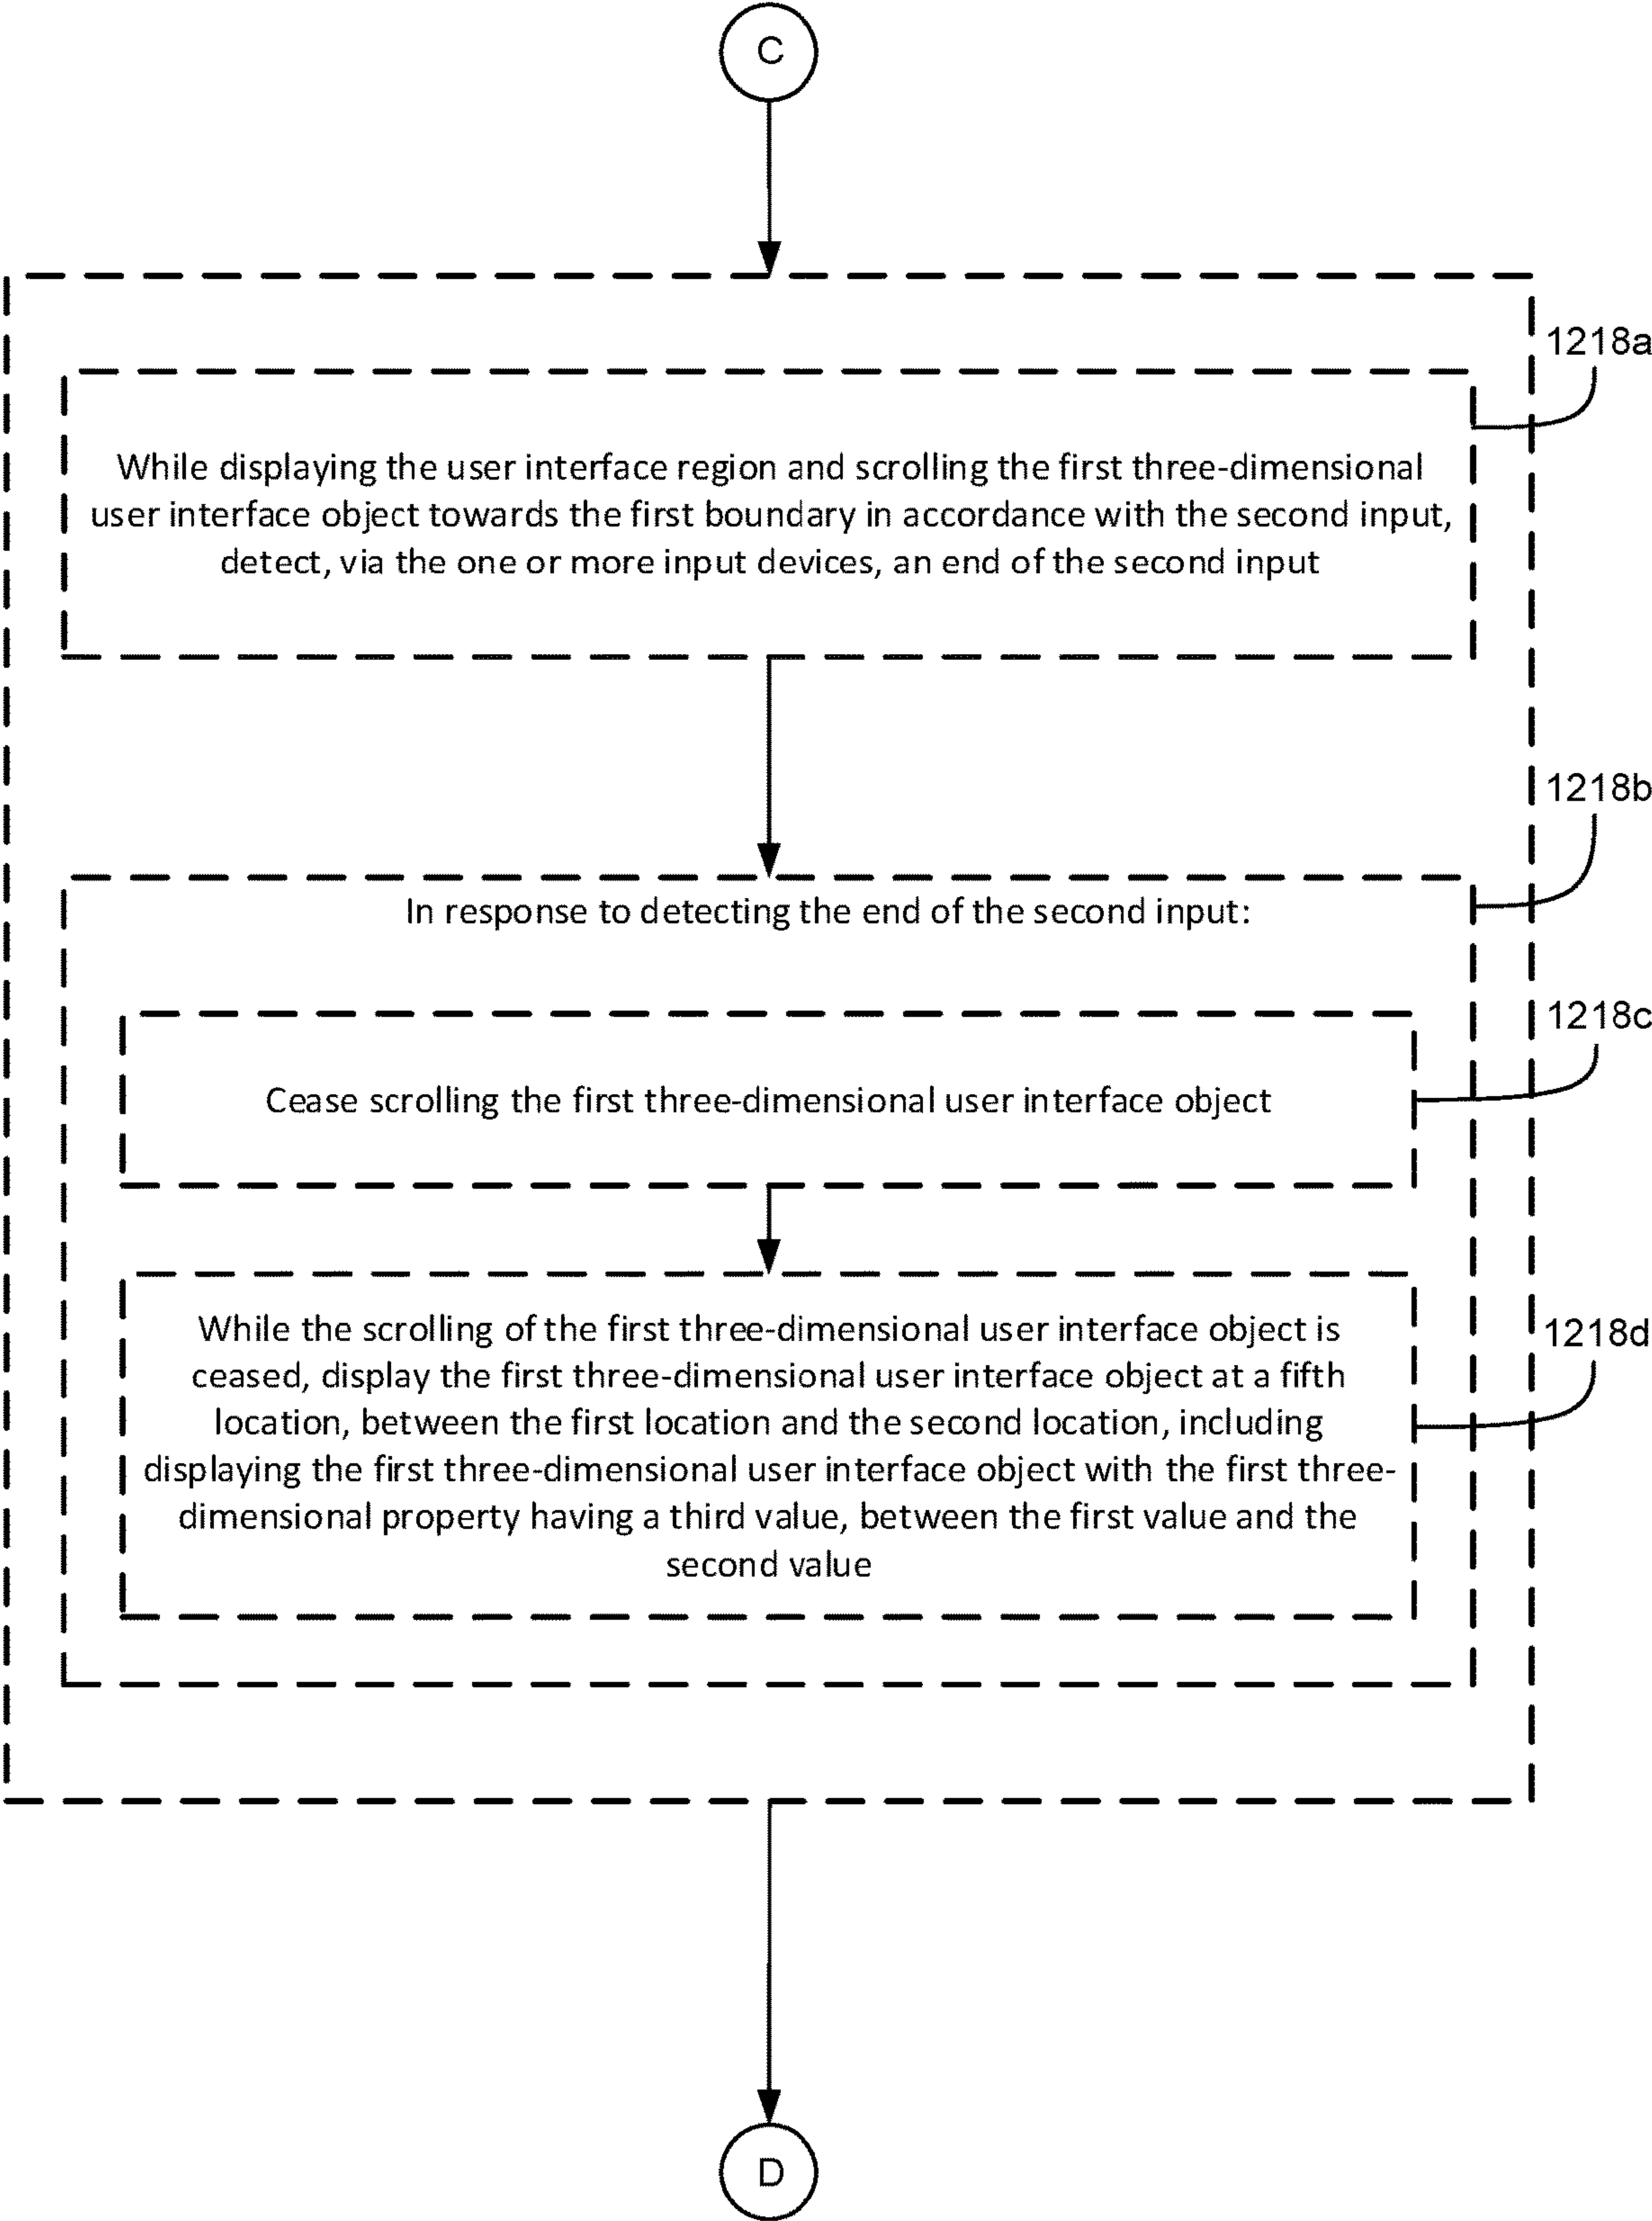 C
1218a
While displaying the user interface region and scrolling the first three-dimensional
user interface object towards the first boundary in accordance with the second input,
detect, via the one or more input devices, an end of the second input
1218b
In response to detecting the end of the second input:
1218c
Cease scrolling the first three-dimensional user interface object
1218d
While the scrolling of the first three-dimensional user interface object is
ceased, display the first three-dimensional user interface object at a fifth
location, between the first location and the second location, including
displaying the first three-dimensional user interface object with the first three-
dimensional property having a third value, between the first value and the
second value
D